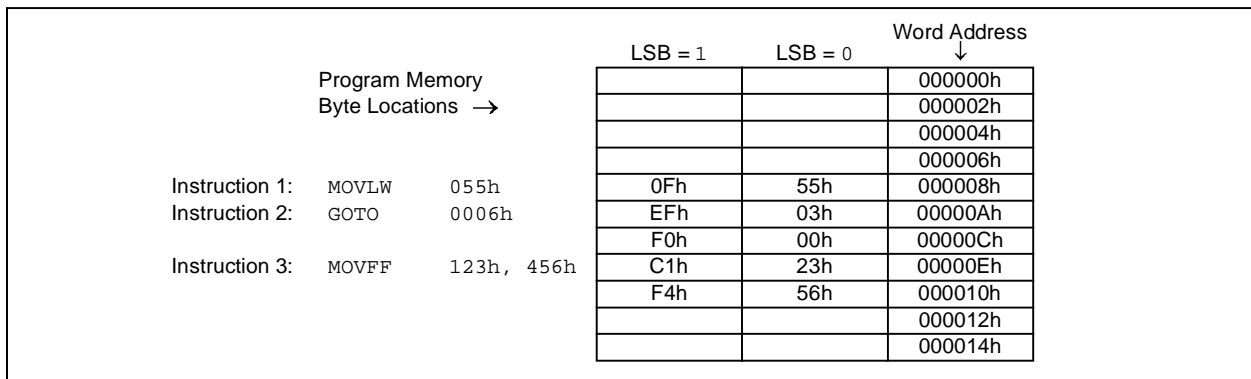 Word Address
LSB = 1 LSB = 0 ↓
Program Memory 000000h
Byte Locations → 000002h
000004h
000006h
Instruction 1: MOVLW 055h 0Fh 55h 000008h
Instruction 2: GOTO 0006h EFh 03h 00000Ah
F0h 00h 00000Ch
Instruction 3: MOVFF 123h, 456h C1h 23h 00000Eh
F4h 56h 000010h
000012h
000014h